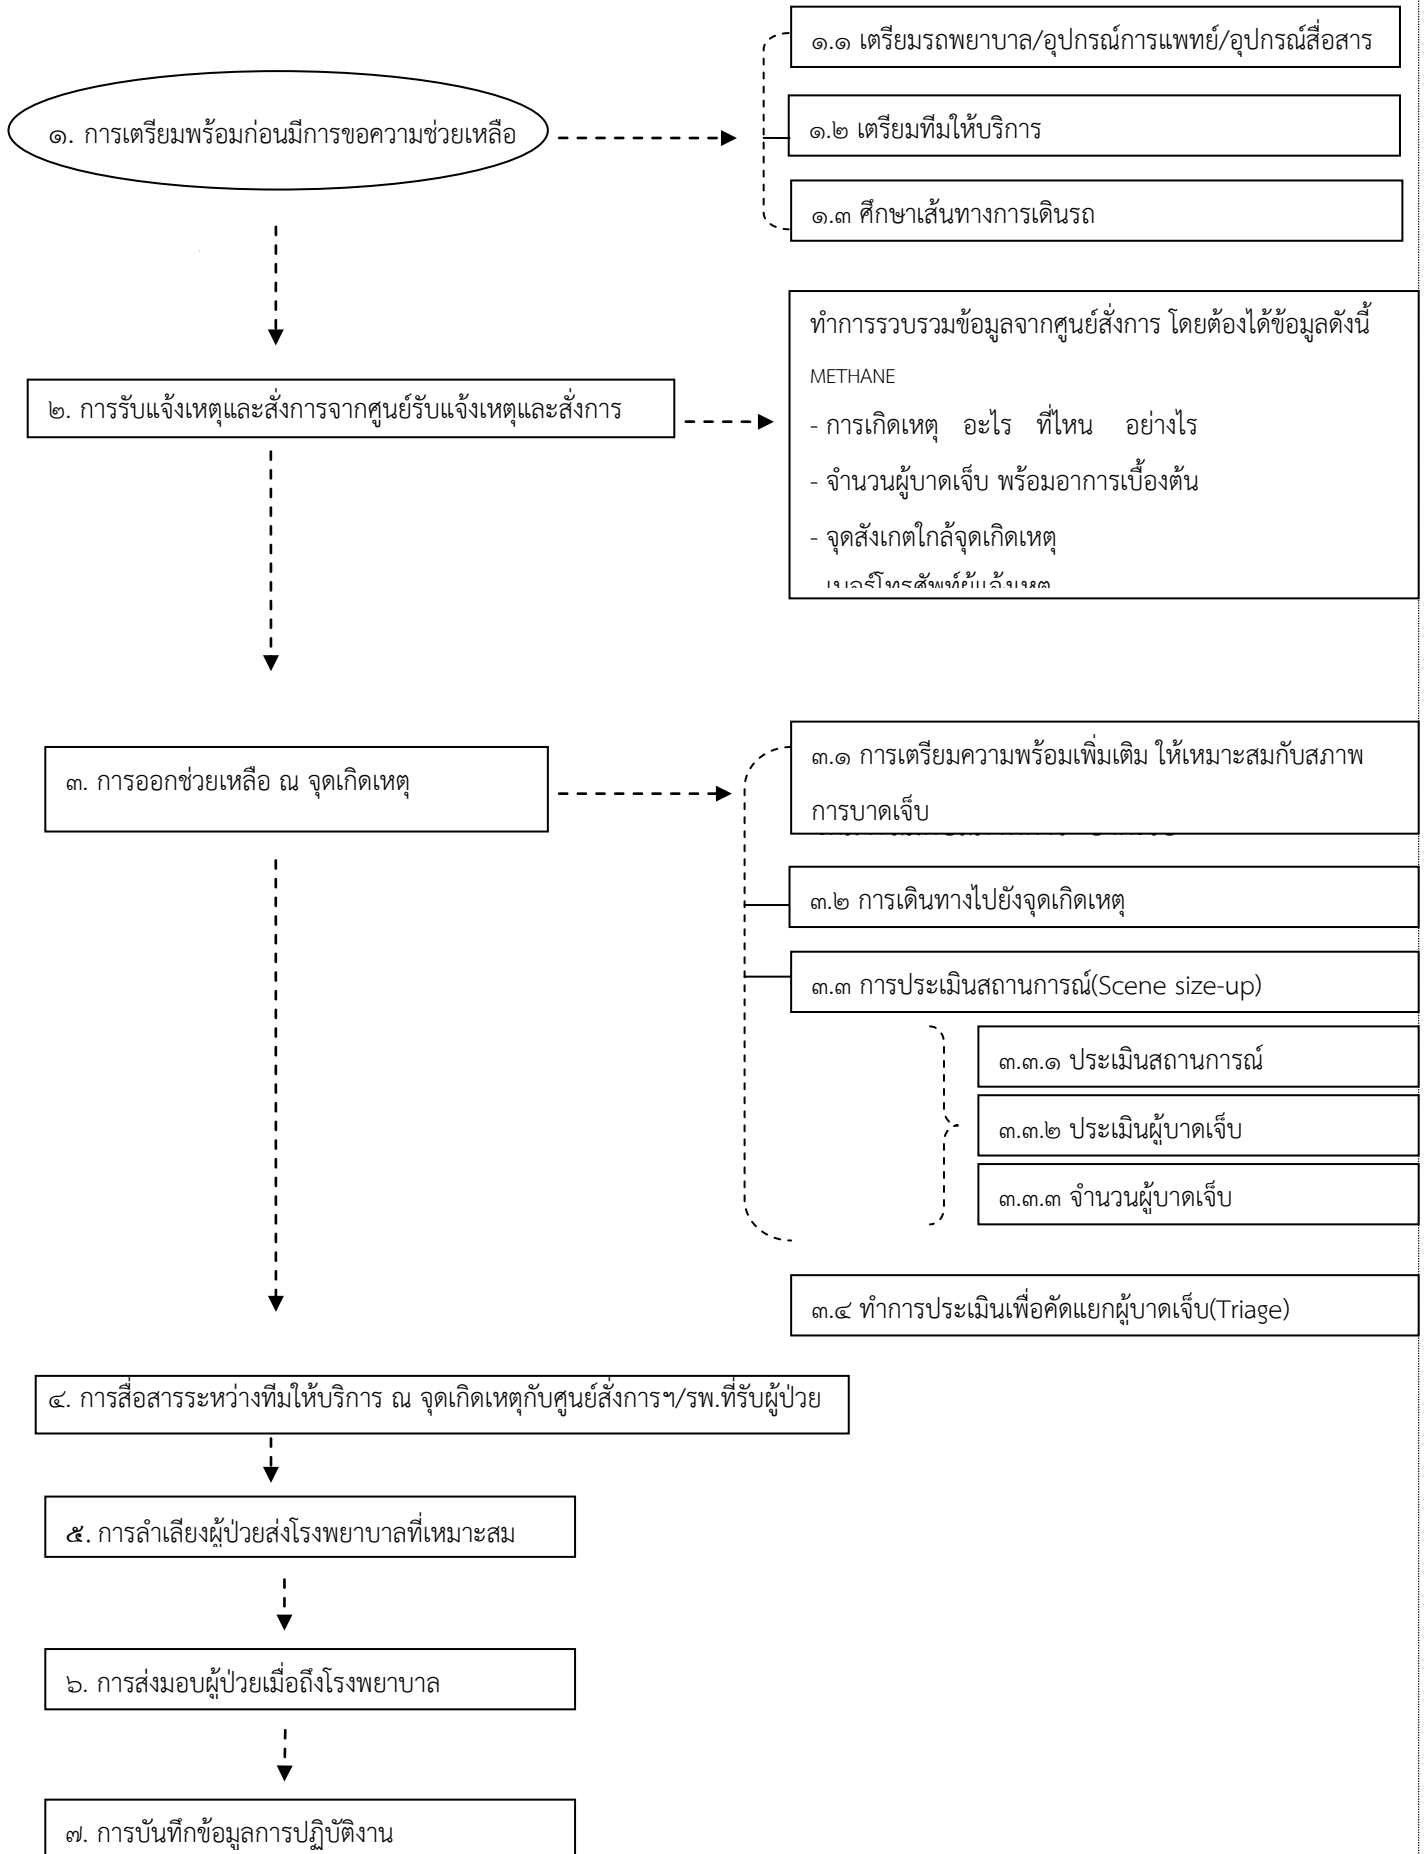 ๑.๑ เตรียมรถพยาบาล/อุปกรณ์การแพทย์/อุปกรณ์สื่อสาร
๑. การเตรียมพร้อมก่อนมีการขอความช่วยเหลือ
๑.๒ เตรียมทีมให้บริการ
๑.๓ ศึกษาเส้นทางการเดินรถ
๒. การรับแจ้งเหตุและสั่งการจากศูนย์รับแจ้งเหตุและสั่งการ
ทำการรวบรวมข้อมูลจากศูนย์สั่งการ โดยต้องได้ข้อมูลดังนี้
METHANE
- การเกิดเหตุ อะไร ที่ไหน อย่างไร
- จำนวนผู้บาดเจ็บ พร้อมอาการเบื้องต้น
- จุดสังเกตใกล้จุดเกิดเหตุ
เบอร์โทรศัพท์ผู้แจ้งเหตุ
๓. การออกช่วยเหลือ ณ จุดเกิดเหตุ
๓.๑ การเตรียมความพร้อมเพิ่มเติม ให้เหมาะสมกับสภาพ
การบาดเจ็บ
๓.๒ การเดินทางไปยังจุดเกิดเหตุ
๓.๓ การประเมินสถานการณ์(Scene size-up)
๓.๓.๑ ประเมินสถานการณ์
๓.๓.๒ ประเมินผู้บาดเจ็บ
๓.๓.๓ จำนวนผู้บาดเจ็บ
๓.๔ ทำการประเมินเพื่อคัดแยกผู้บาดเจ็บ(Triage)
๔. การสื่อสารระหว่างทีมให้บริการ ณ จุดเกิดเหตุกับศูนย์สั่งการฯ/รพ.ที่รับผู้ป่วย
๕. การลำเลียงผู้ป่วยส่งโรงพยาบาลที่เหมาะสม
๖. การส่งมอบผู้ป่วยเมื่อถึงโรงพยาบาล
๗. การบันทึกข้อมูลการปฏิบัติงาน